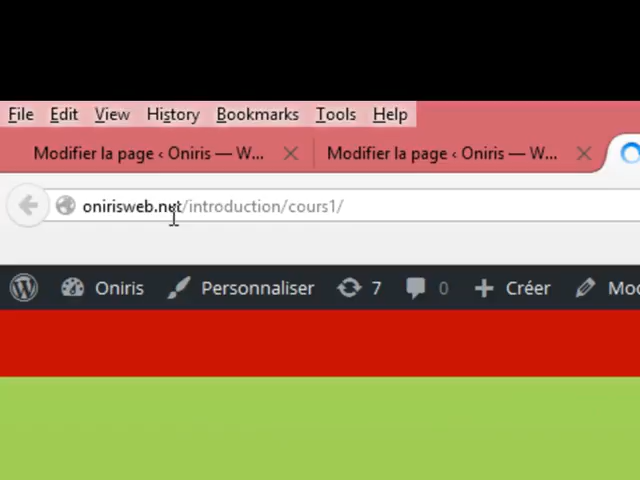 File Edit View History Bookmarks Tools Help
Modifier la page ‹ Oniris — W... Modifier la page ‹ Oniris — W...
onirisweb.net/introduction/cours1/
Oniris Personnaliser 7 0 Créer